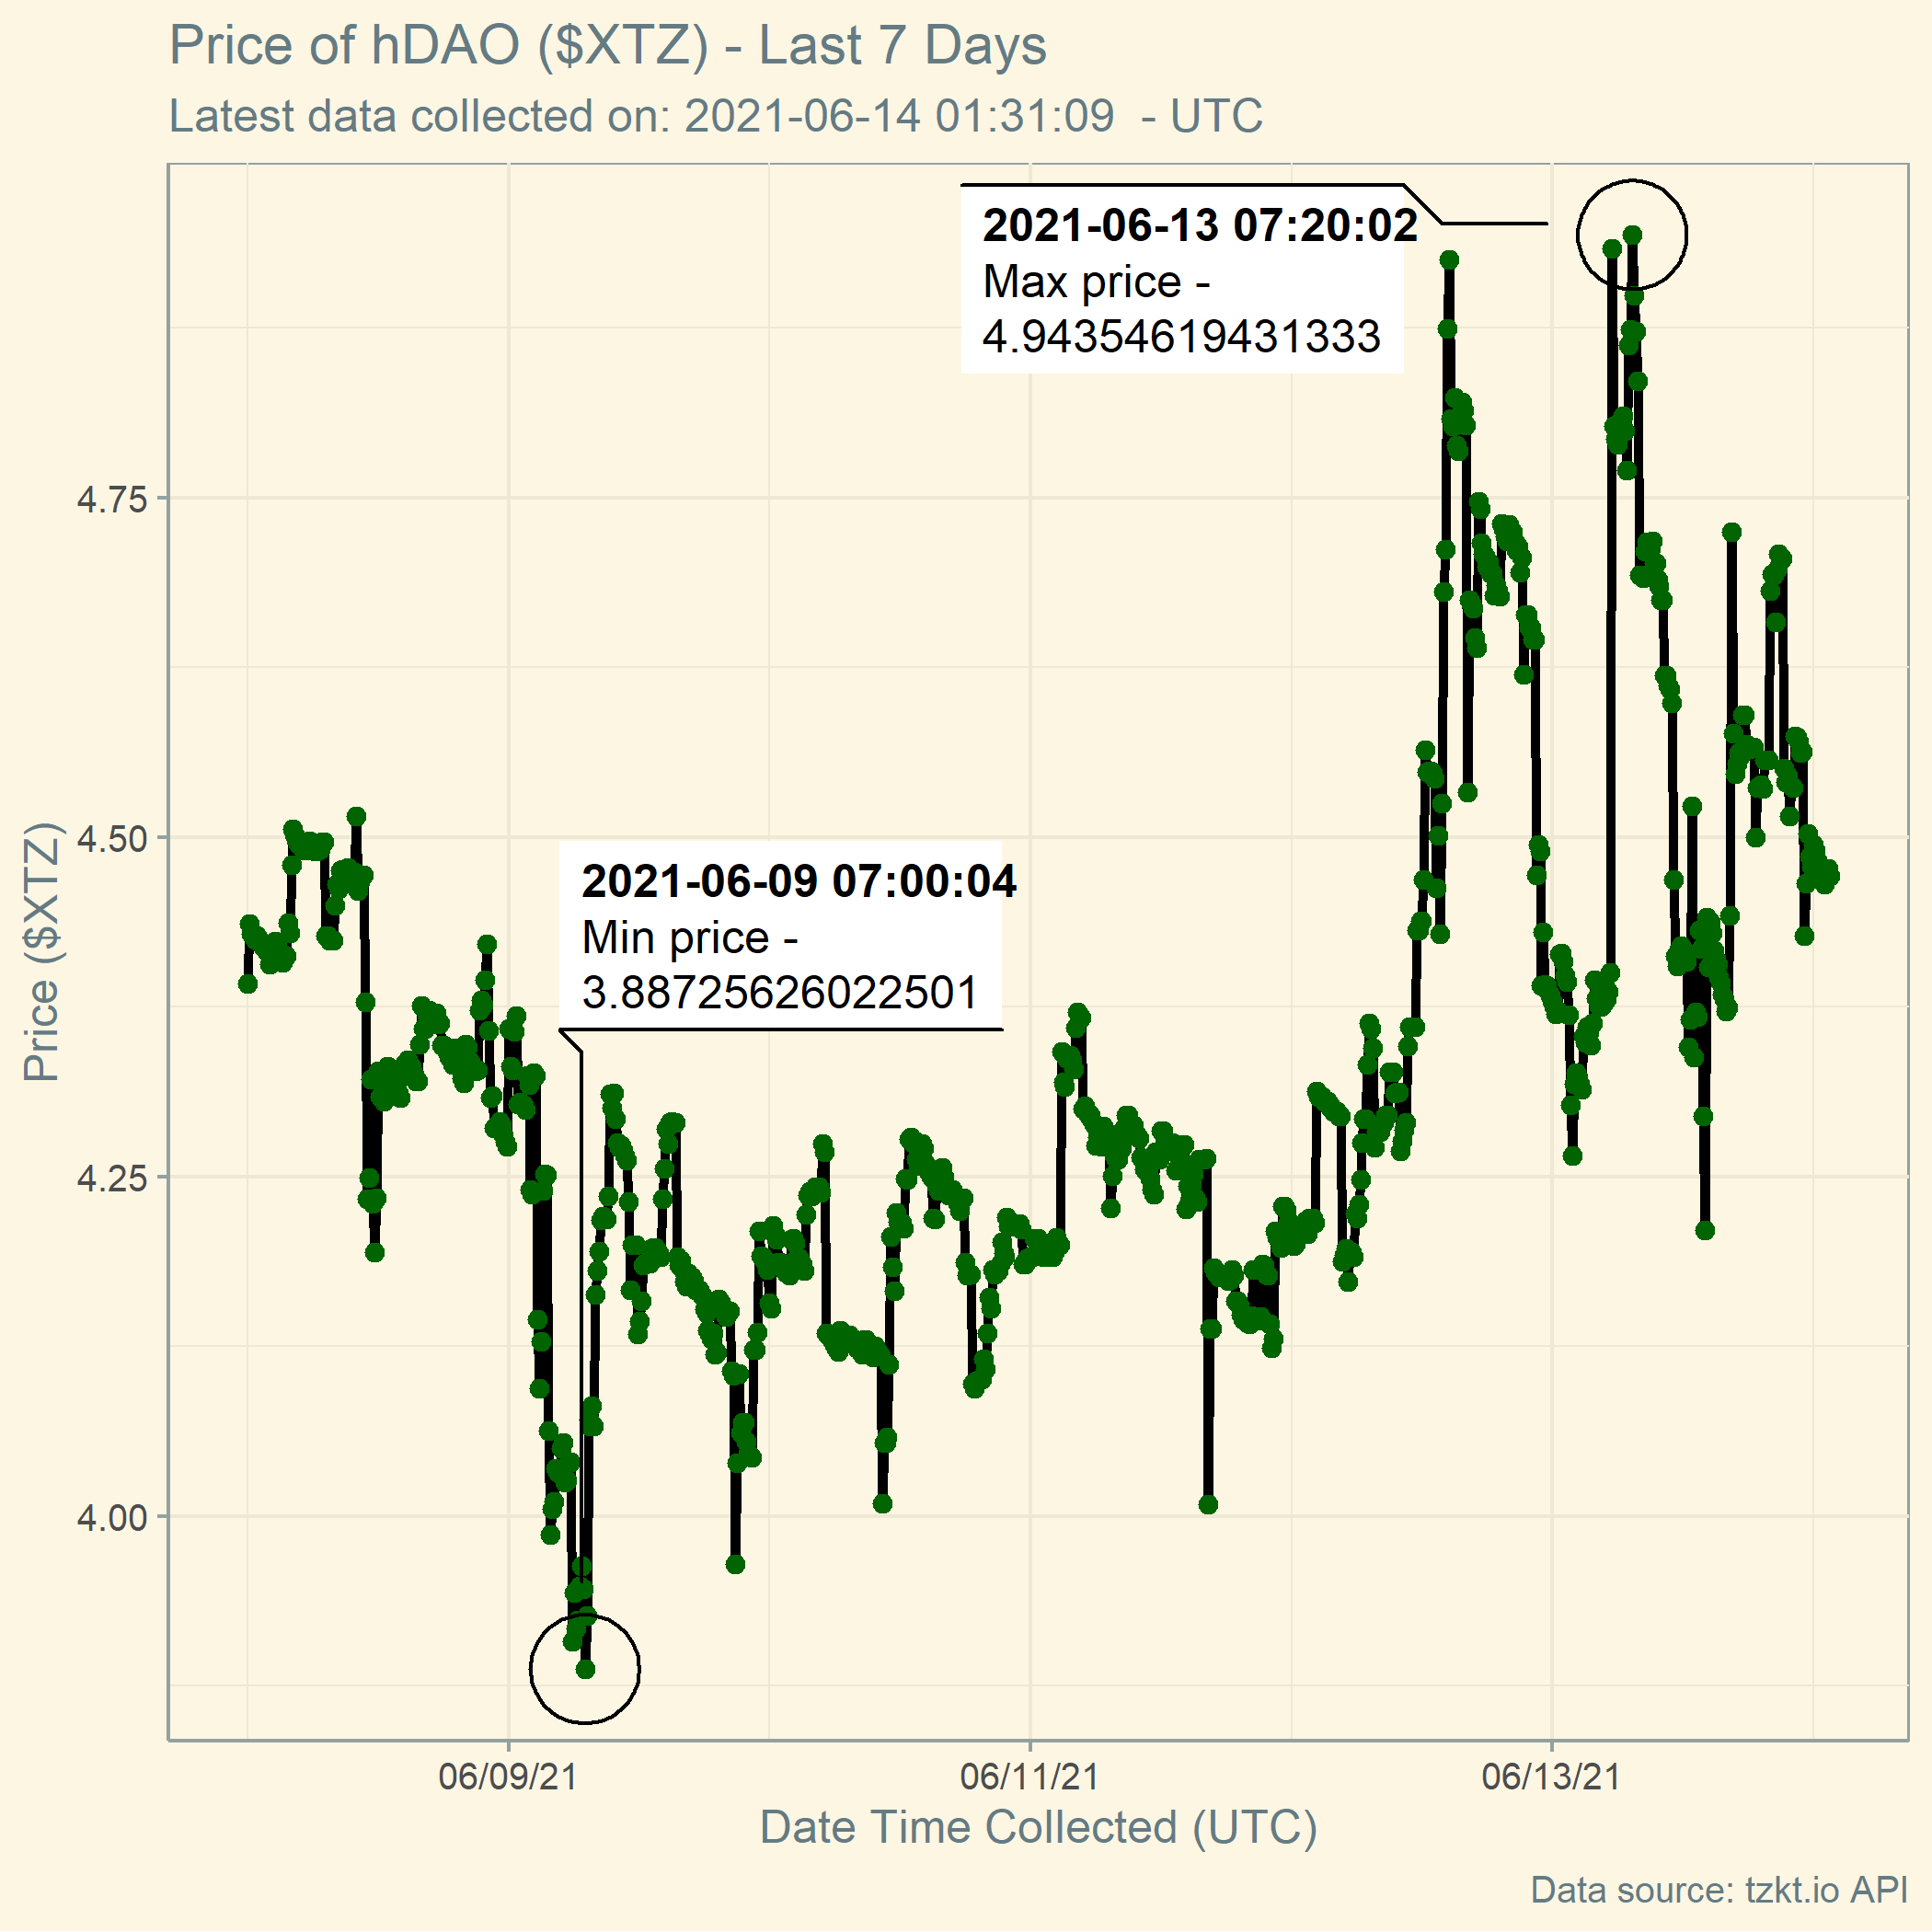 Price of hDAO ($XTZ) - Last 7 Days
Latest data collected on: 2021-06-14 01:31:09  - UTC
2021-06-13 07:20:02
Max price -
4.94354619431333
2021-06-09 07:00:04
Min price -
3.88725626022501
Price ($XTZ)
4.75
4.50
4.25
4.00
06/09/21
06/11/21
06/13/21
Date Time Collected (UTC)
Data source: tzkt.io API